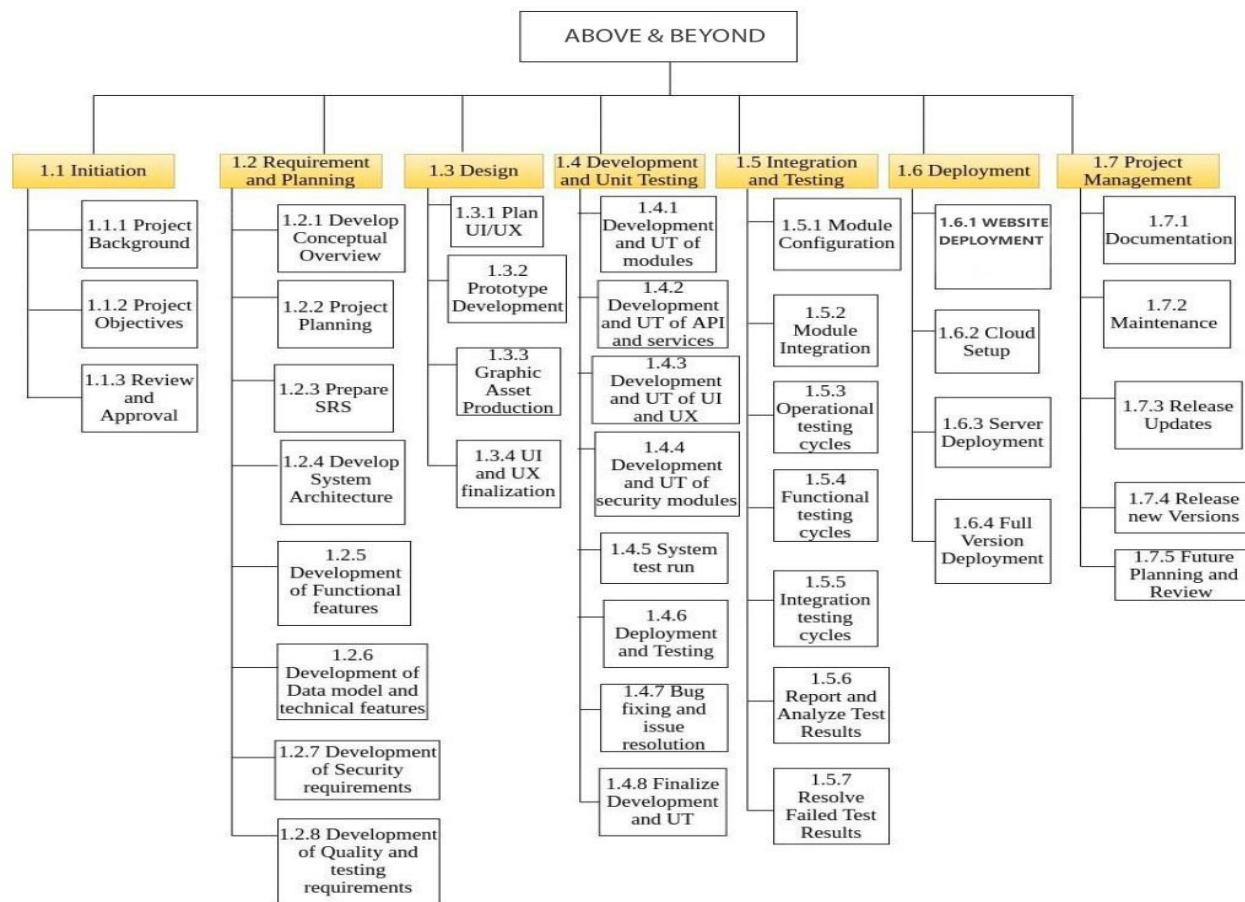 ABOVE & BEYOND
1.1 Initiation
1.1.1 Project
Background
1.1.2 Project
Objectives
1.1.3 Review
and
Approval
1.2 Requirement
and Planning
1.2.1 Develop
Conceptual
Overview
1.2.2 Project
Planning
1.2.3 Prepare
SRS
1.2.4 Develop
System
Architecture
1.2.5
Development
of Functional
features
1.2.6
Development of
Data model and
technical features
1.2.7 Development
of Security
requirements
1.2.8 Development
of Quality and
testing
requirements
1.3 Design
1.3.1 Plan
UI/UX
1.3.2
Prototype
Development
1.3.3
Graphic
Asset
Production
1.3.4 UI
and UX
finalization
1.4 Development
and Unit Testing
1.4.1
Development
and UT of
modules
1.4.2
Development
and UT of API
and services
1.4.3
Development
and UT of UI
and UX
1.4.4
Development
and UT of
security modules
1.4.5 System
test run
1.4.6
Deployment
and Testing
1.4.7 Bug
fixing and
issue
resolution
1.4.8 Finalize
Development
and UT
1.5 Integration
and Testing
1.5.1 Module
Configuration
1.5.2
Module
Integration
1.5.3
Operational
testing
cycles
1.5.4
Functional
testing
cycles
1.5.5
Integration
testing
cycles
1.5.6
Report and
Analyze Test
Results
1.5.7
Resolve
Failed Test
Results
1.6 Deployment
1.6.1 WEBSITE
DEPLOYMENT
1.6.2 Cloud
Setup
1.6.3 Server
Deployment
1.6.4 Full
Version
Deployment
1.7 Project
Management
1.7.1
Documentation
1.7.2
Maintenance
1.7.3 Release
Updates
1.7.4 Release
new Versions
1.7.5 Future
Planning and
Review